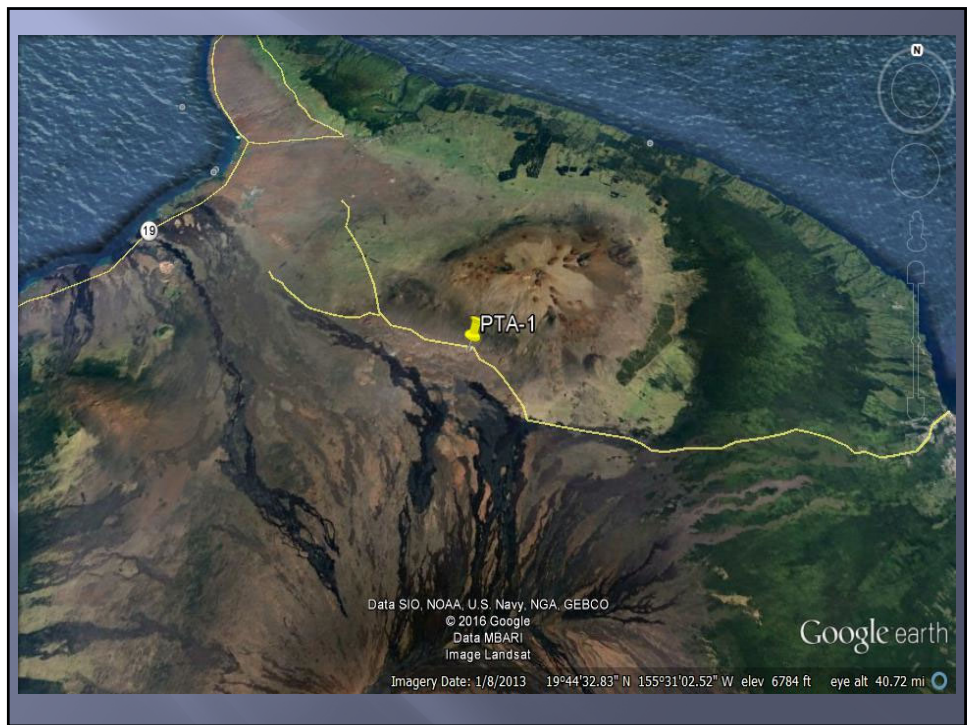 N
19
PTA-1
Data SIO, NOAA, U.S. Navy, NGA, GEBCO
© 2016 Google
Data MBARI
Image Landsat
Google earth
Imagery Date: 1/8/2013 19°44'32.83" N 155°31'02.52" W elev 6784 ft eye alt 40.72 mi